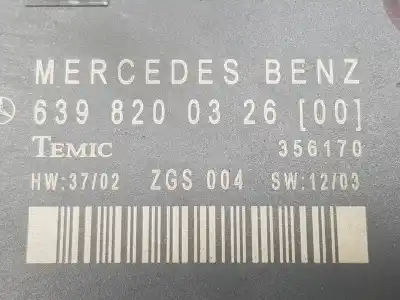 MERCEDES BENZ
639 820 03 26 [00]
TEMIC 356170
HW:37/02 ZGS 004 SW:12/03